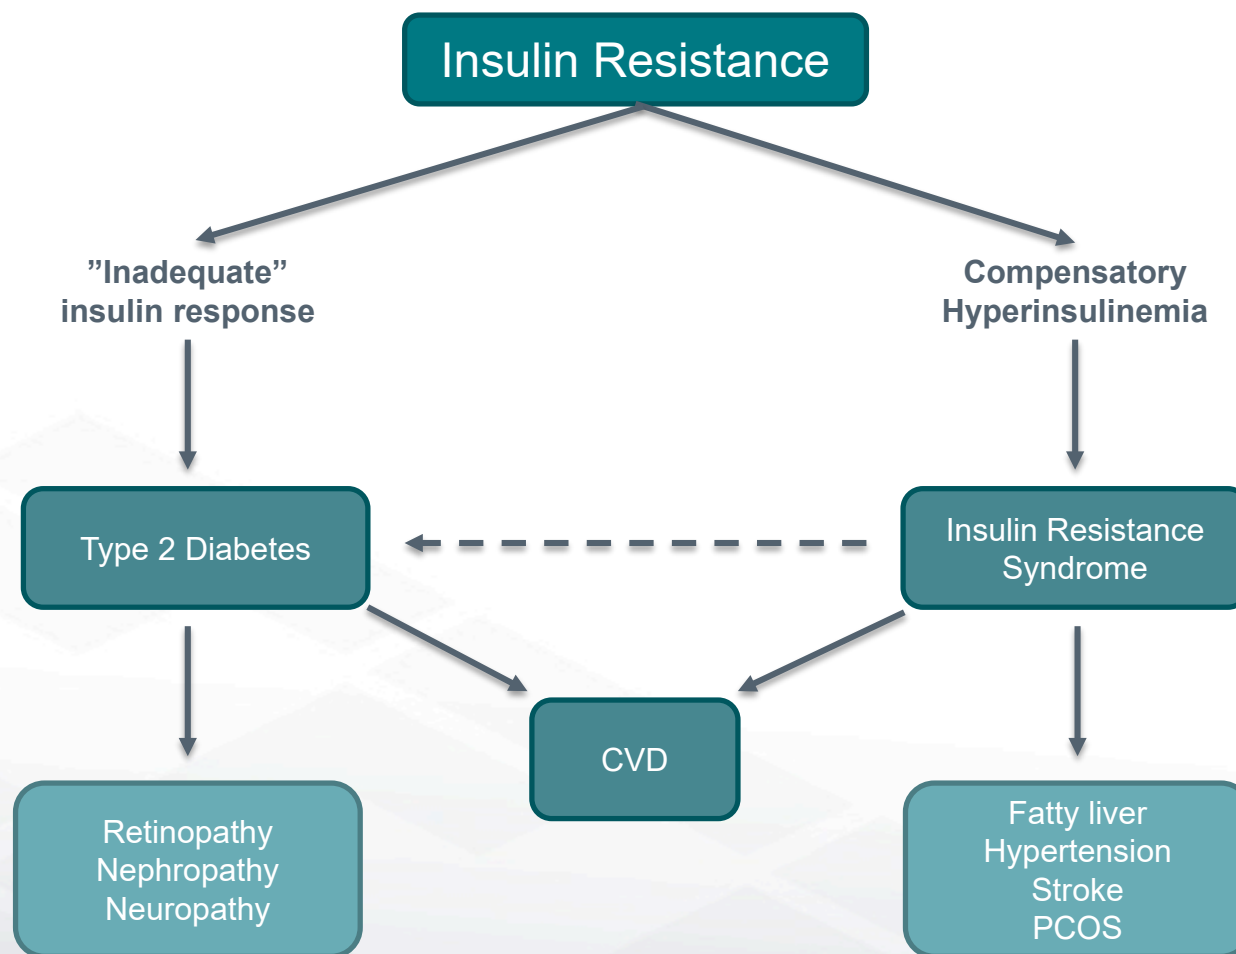 Insulin Resistance
”Inadequate”
insulin response
Compensatory
Hyperinsulinemia
Type 2 Diabetes
Insulin Resistance
Syndrome
CVD
Retinopathy
Nephropathy
Neuropathy
Fatty liver
Hypertension
Stroke
PCOS